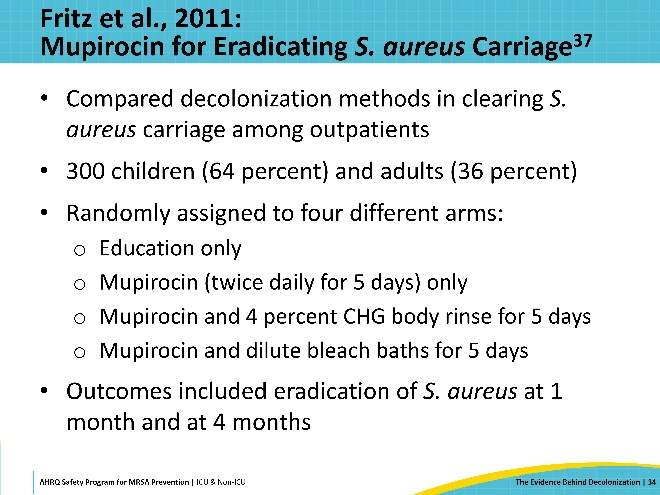 Fritz et al., 2011:
Mupirocin for Eradicating S. aureus Carriage37
• Compared decolonization methods in clearing S.
aureus carriage among outpatients
• 300 children (64 percent) and adults (36 percent)
• Randomly assigned to four different arms:
o Education only
o Mupirocin (twice daily for 5 days) only
o Mupirocin and 4 percent CHG body rinse for 5 days
o Mupirocin and dilute bleach baths for 5 days
• Outcomes included eradication of S. aureus at 1
month and at 4 months
AHRQ Safety Program for MRSA Prevention | ICU & Non-ICU
The Evidence Behind Decolonization | 34